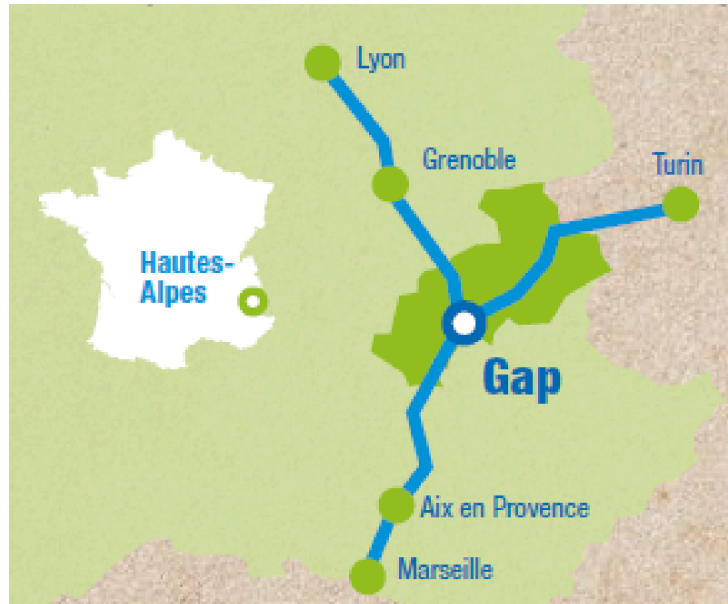 Lyon
Grenoble
Turin
Hautes-
Alpes
Gap
Aix en Provence
Marseille